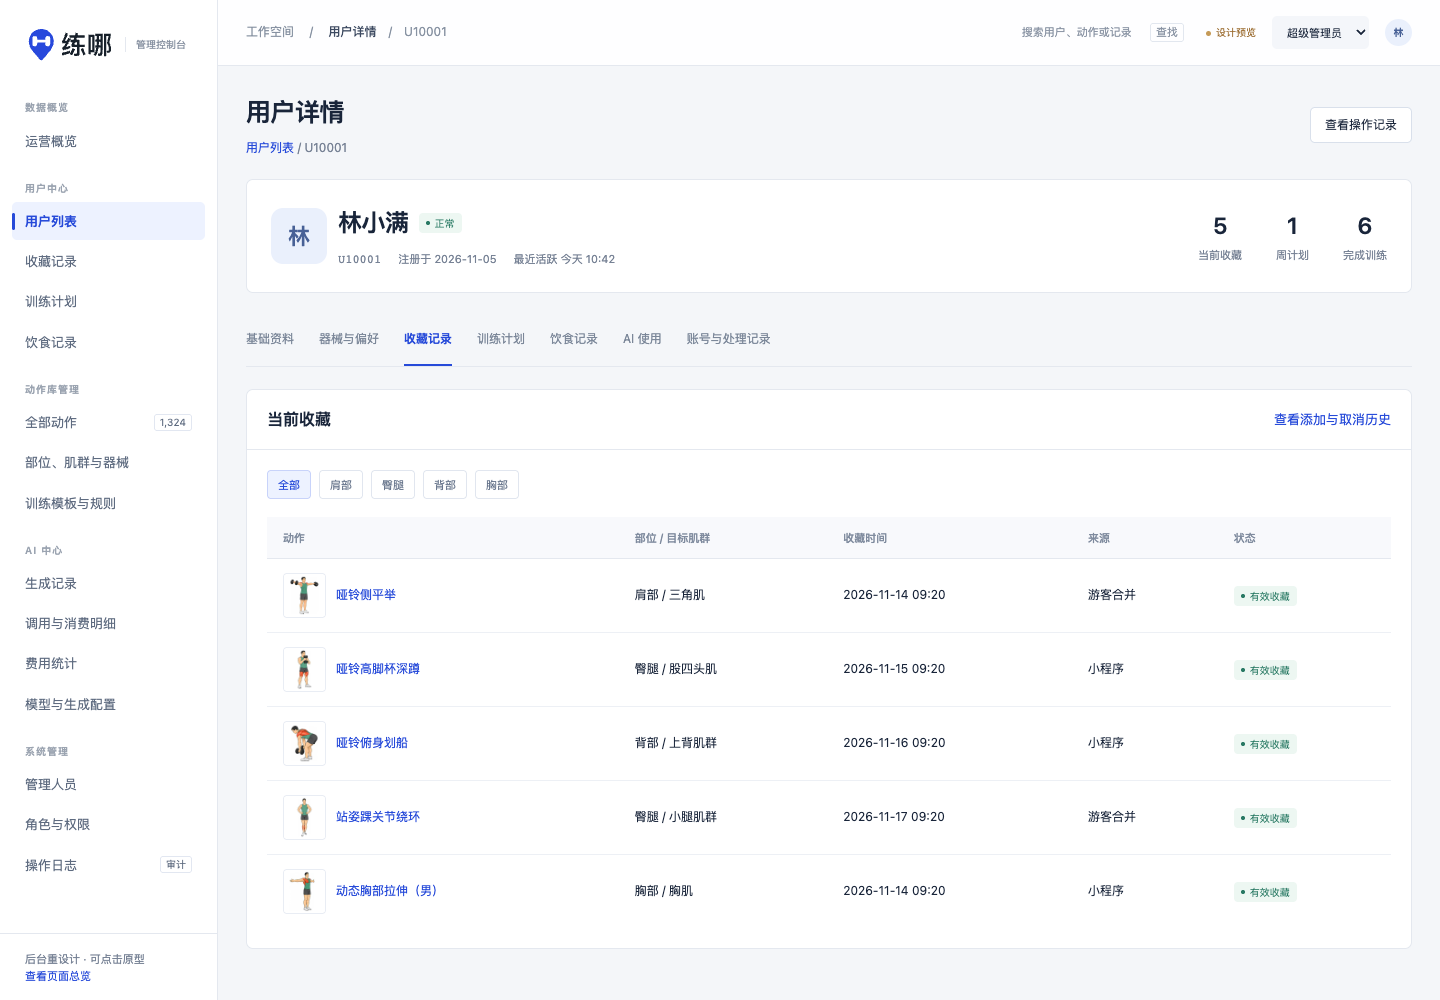 练哪 管理控制台
工作空间 / 用户详情 / U10001
搜索用户、动作或记录 查找 设计预览 超级管理员 林
数据概览
运营概览
用户中心
用户列表
收藏记录
训练计划
饮食记录
动作库管理
全部动作 1,324
部位、肌群与器械
训练模板与规则
AI 中心
生成记录
调用与消费明细
费用统计
模型与生成配置
系统管理
管理人员
角色与权限
操作日志 审计
后台重设计 · 可点击原型
查看页面总览
用户详情
用户列表 / U10001
查看操作记录
林
林小满 正常
U10001 注册于 2026-11-05 最近活跃 今天 10:42
5 1 6
当前收藏 周计划 完成训练
基础资料 器械与偏好 收藏记录 训练计划 饮食记录 AI 使用 账号与处理记录
当前收藏 查看添加与取消历史
全部 肩部 臀腿 背部 胸部
动作 部位 / 目标肌群 收藏时间 来源 状态
哑铃侧平举 肩部 / 三角肌 2026-11-14 09:20 游客合并 有效收藏
哑铃高脚杯深蹲 臀腿 / 股四头肌 2026-11-15 09:20 小程序 有效收藏
哑铃俯身划船 背部 / 上背肌群 2026-11-16 09:20 小程序 有效收藏
站姿踝关节绕环 臀腿 / 小腿肌群 2026-11-17 09:20 游客合并 有效收藏
动态胸部拉伸（男） 胸部 / 胸肌 2026-11-14 09:20 小程序 有效收藏